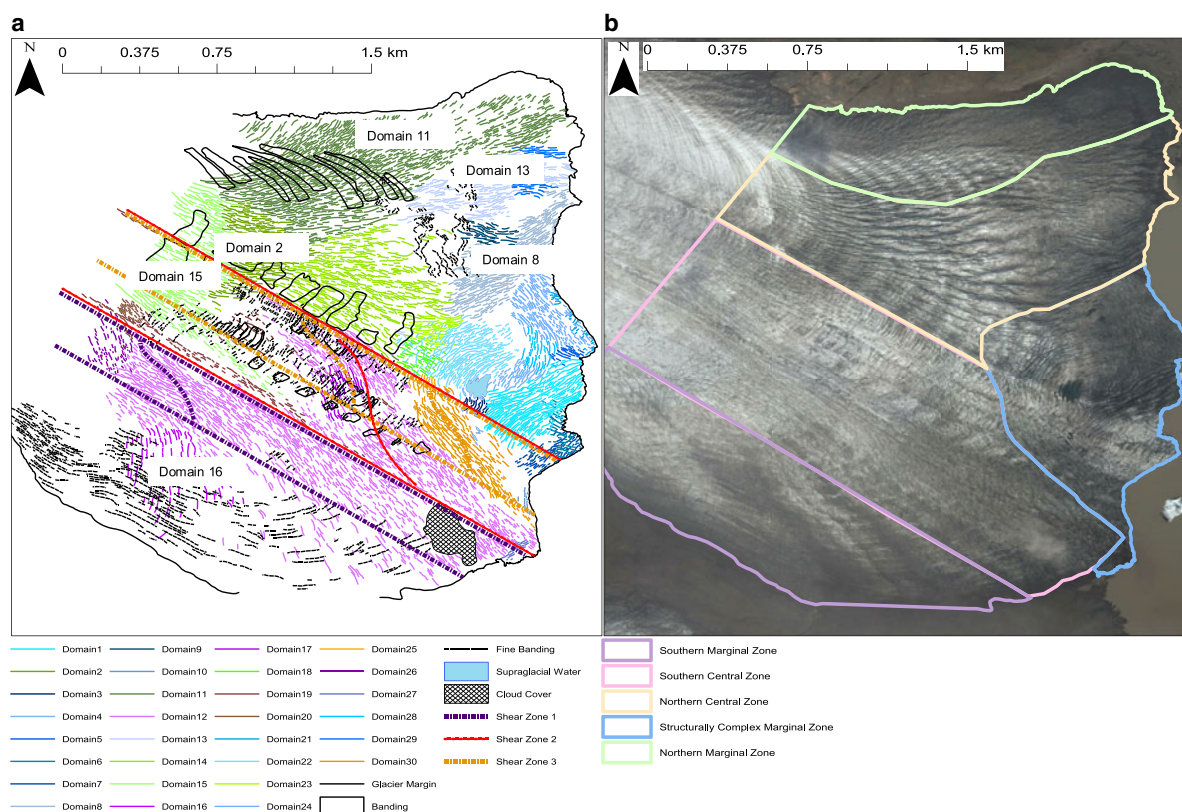 a
b
N
0 0.375 0.75 1.5 km
N
0 0.375 0.75 1.5 km
Domain 11
Domain 13
Domain 2
Domain 8
Domain 15
Domain 16
Domain1
Domain2
Domain3
Domain4
Domain5
Domain6
Domain7
Domain8
Domain9
Domain10
Domain11
Domain12
Domain13
Domain14
Domain15
Domain16
Domain17
Domain18
Domain19
Domain20
Domain21
Domain22
Domain23
Domain24
Domain25
Domain26
Domain27
Domain28
Domain29
Domain30
Glacier Margin
Banding
Fine Banding
Supraglacial Water
Cloud Cover
Shear Zone 1
Shear Zone 2
Shear Zone 3
Southern Marginal Zone
Southern Central Zone
Northern Central Zone
Structurally Complex Marginal Zone
Northern Marginal Zone